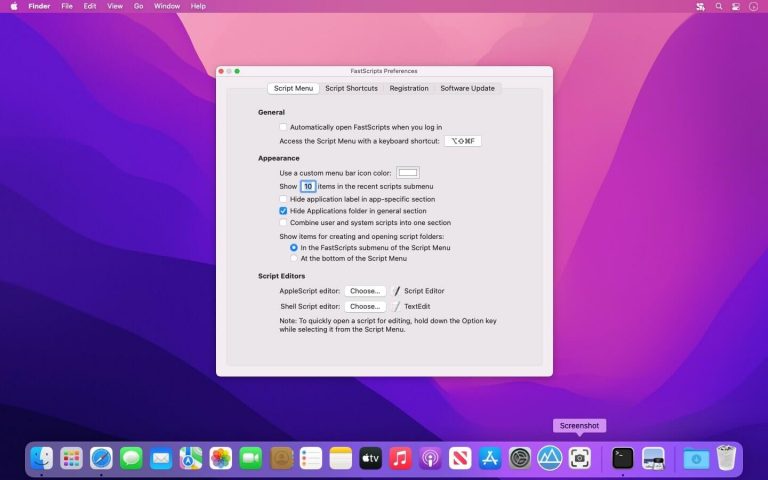 Finder File Edit View Go Window Help
FastScripts Preferences
Script Menu Script Shortcuts Registration Software Update
General
Automatically open FastScripts when you log in
Access the Script Menu with a keyboard shortcut: ⌥⇧⌘F
Appearance
Use a custom menu bar icon color:
Show 10 items in the recent scripts submenu
Hide application label in app-specific section
Hide Applications folder in general section
Combine user and system scripts into one section
Show items for creating and opening script folders:
In the FastScripts submenu of the Script Menu
At the bottom of the Script Menu
Script Editors
AppleScript editor: Choose... Script Editor
Shell Script editor: Choose... TextEdit
Note: To quickly open a script for editing, hold down the Option key
while selecting it from the Script Menu.
Screenshot
tv